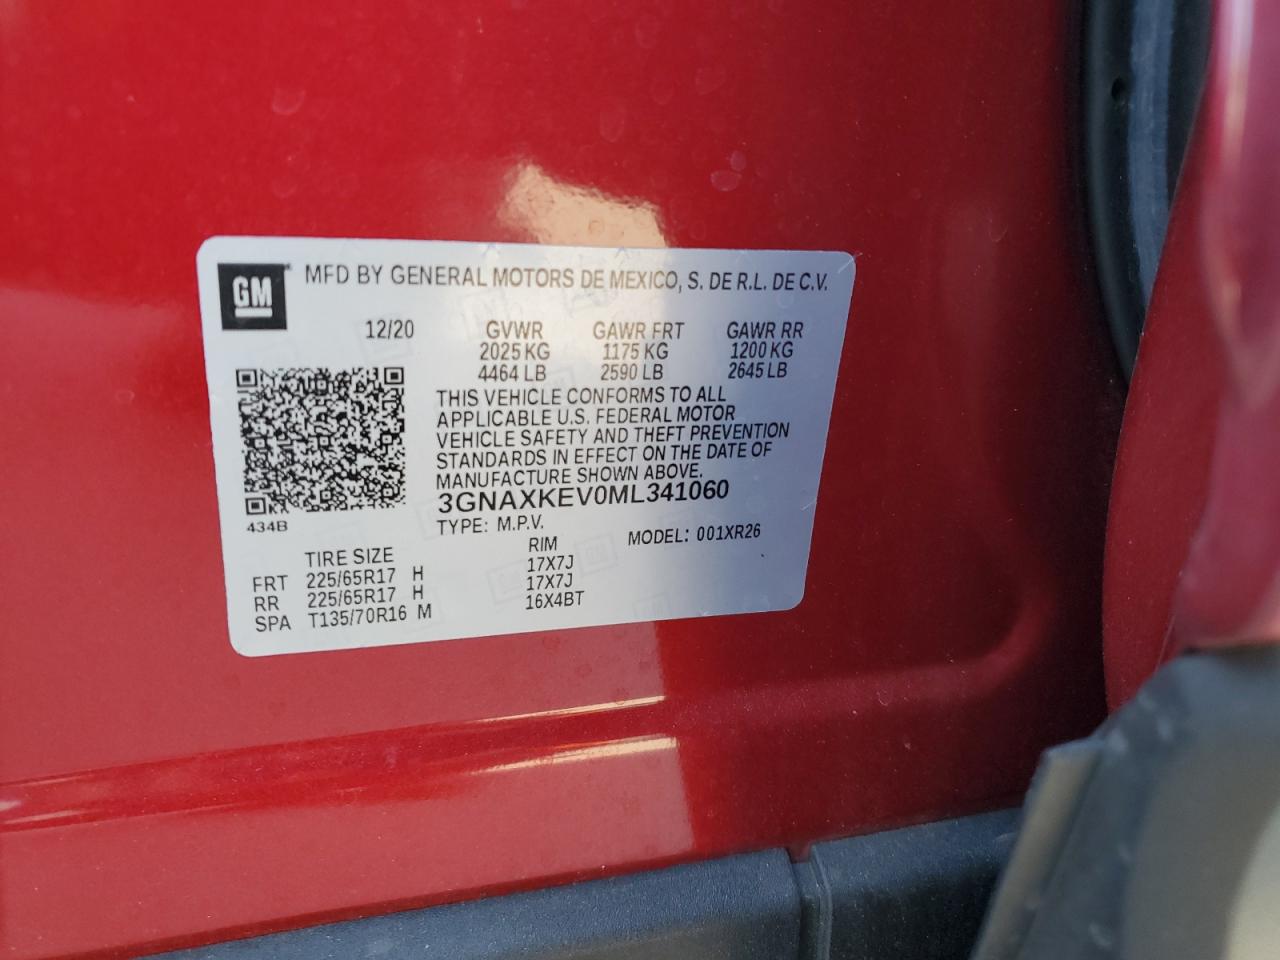 GM MFD BY GENERAL MOTORS DE MEXICO, S. DE R.L. DE C.V.
12/20 GVWR GAWR FRT GAWR RR
2025 KG 1175 KG 1200 KG
4464 LB 2590 LB 2645 LB
THIS VEHICLE CONFORMS TO ALL
APPLICABLE U.S. FEDERAL MOTOR
VEHICLE SAFETY AND THEFT PREVENTION
STANDARDS IN EFFECT ON THE DATE OF
MANUFACTURE SHOWN ABOVE.
3GNAXKEV0ML341060
434B
TYPE: M.P.V. MODEL: 001XR26
TIRE SIZE RIM
FRT 225/65R17 H 17X7J
RR 225/65R17 H 17X7J
SPA T135/70R16 M 16X4BT